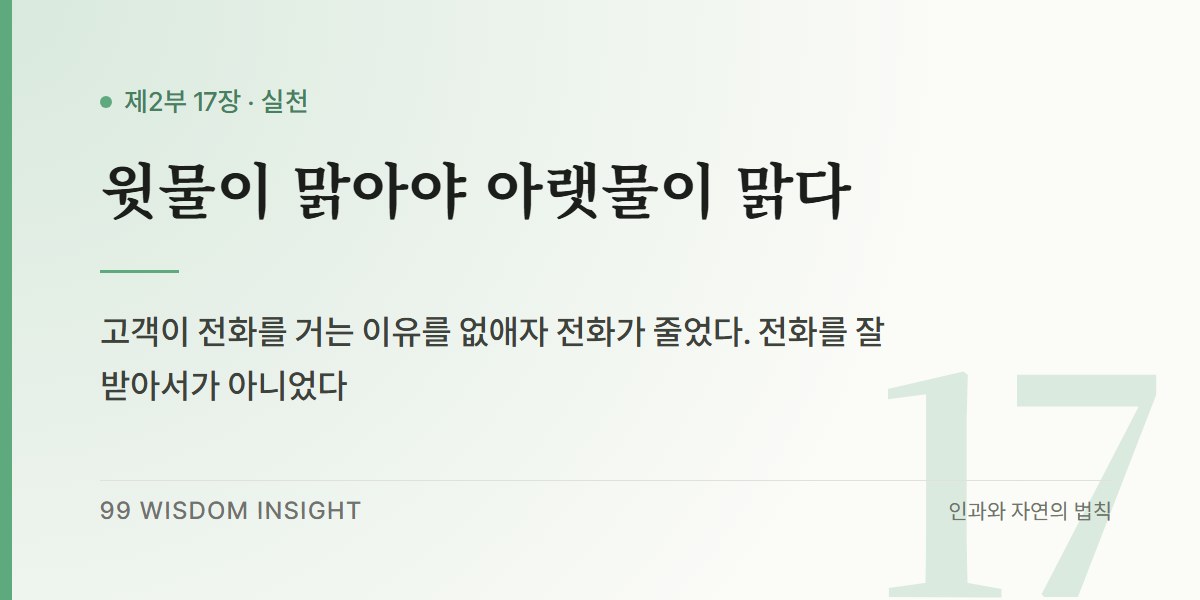 제2부 17장 · 실천
윗물이 맑아야 아랫물이 맑다
고객이 전화를 거는 이유를 없애자 전화가 줄었다. 전화를 잘
받아서가 아니었다
99 WISDOM INSIGHT
인과와 자연의 법칙
17